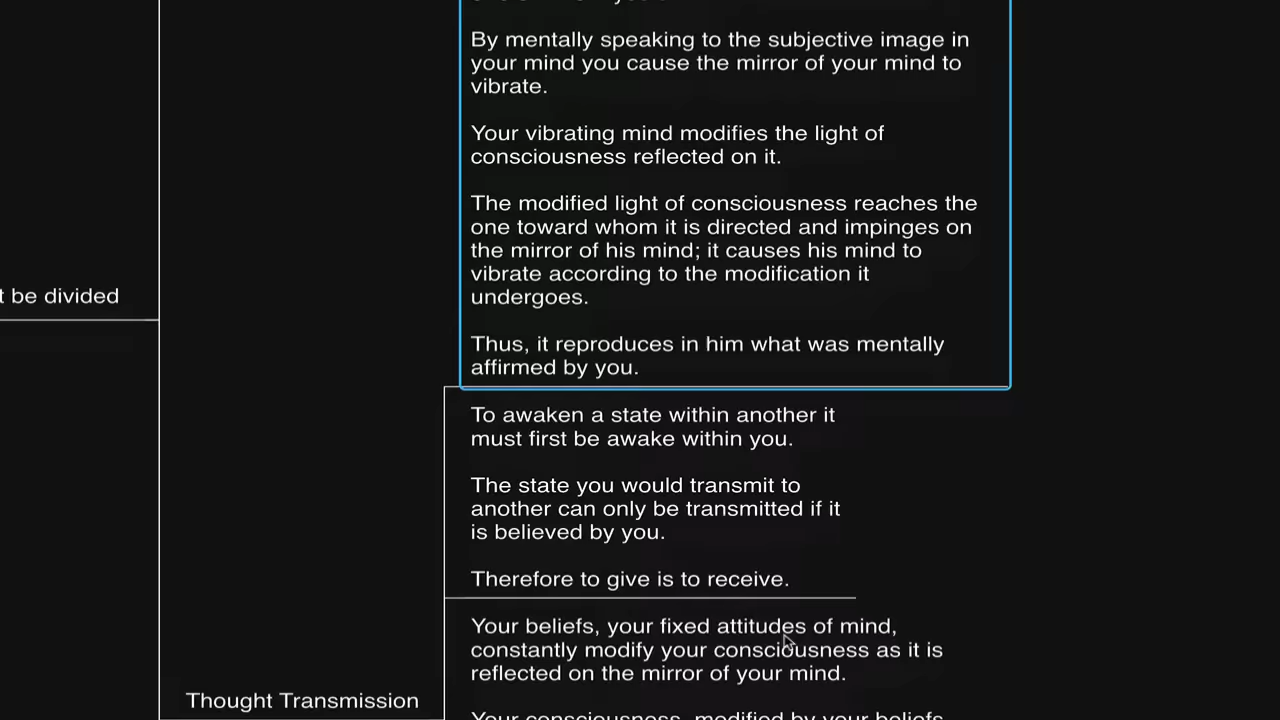 By mentally speaking to the subjective image in
your mind you cause the mirror of your mind to
vibrate.
Your vibrating mind modifies the light of
consciousness reflected on it.
The modified light of consciousness reaches the
one toward whom it is directed and impinges on
the mirror of his mind; it causes his mind to
vibrate according to the modification it
undergoes.
t be divided
Thus, it reproduces in him what was mentally
affirmed by you.
To awaken a state within another it
must first be awake within you.
The state you would transmit to
another can only be transmitted if it
is believed by you.
Therefore to give is to receive.
Your beliefs, your fixed attitudes of mind,
constantly modify your consciousness as it is
reflected on the mirror of your mind.
Thought Transmission
Your consciousness, modified by your beliefs